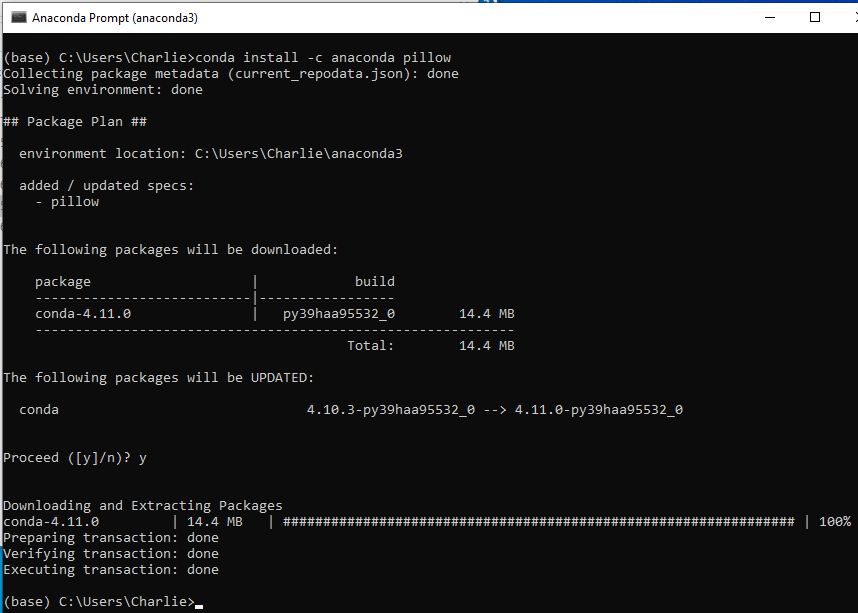 Anaconda Prompt (anaconda3)
(base) C:\Users\Charlie>conda install -c anaconda pillow
Collecting package metadata (current_repodata.json): done
Solving environment: done
## Package Plan ##
environment location: C:\Users\Charlie\anaconda3
added / updated specs:
- pillow
The following packages will be downloaded:
package | build
---------------------------|-----------------
conda-4.11.0 | py39haa95532_0 14.4 MB
------------------------------------------------------------
Total: 14.4 MB
The following packages will be UPDATED:
conda 4.10.3-py39haa95532_0 --> 4.11.0-py39haa95532_0
Proceed ([y]/n)? y
Downloading and Extracting Packages
conda-4.11.0 | 14.4 MB | ################################################################ | 100%
Preparing transaction: done
Verifying transaction: done
Executing transaction: done
(base) C:\Users\Charlie>